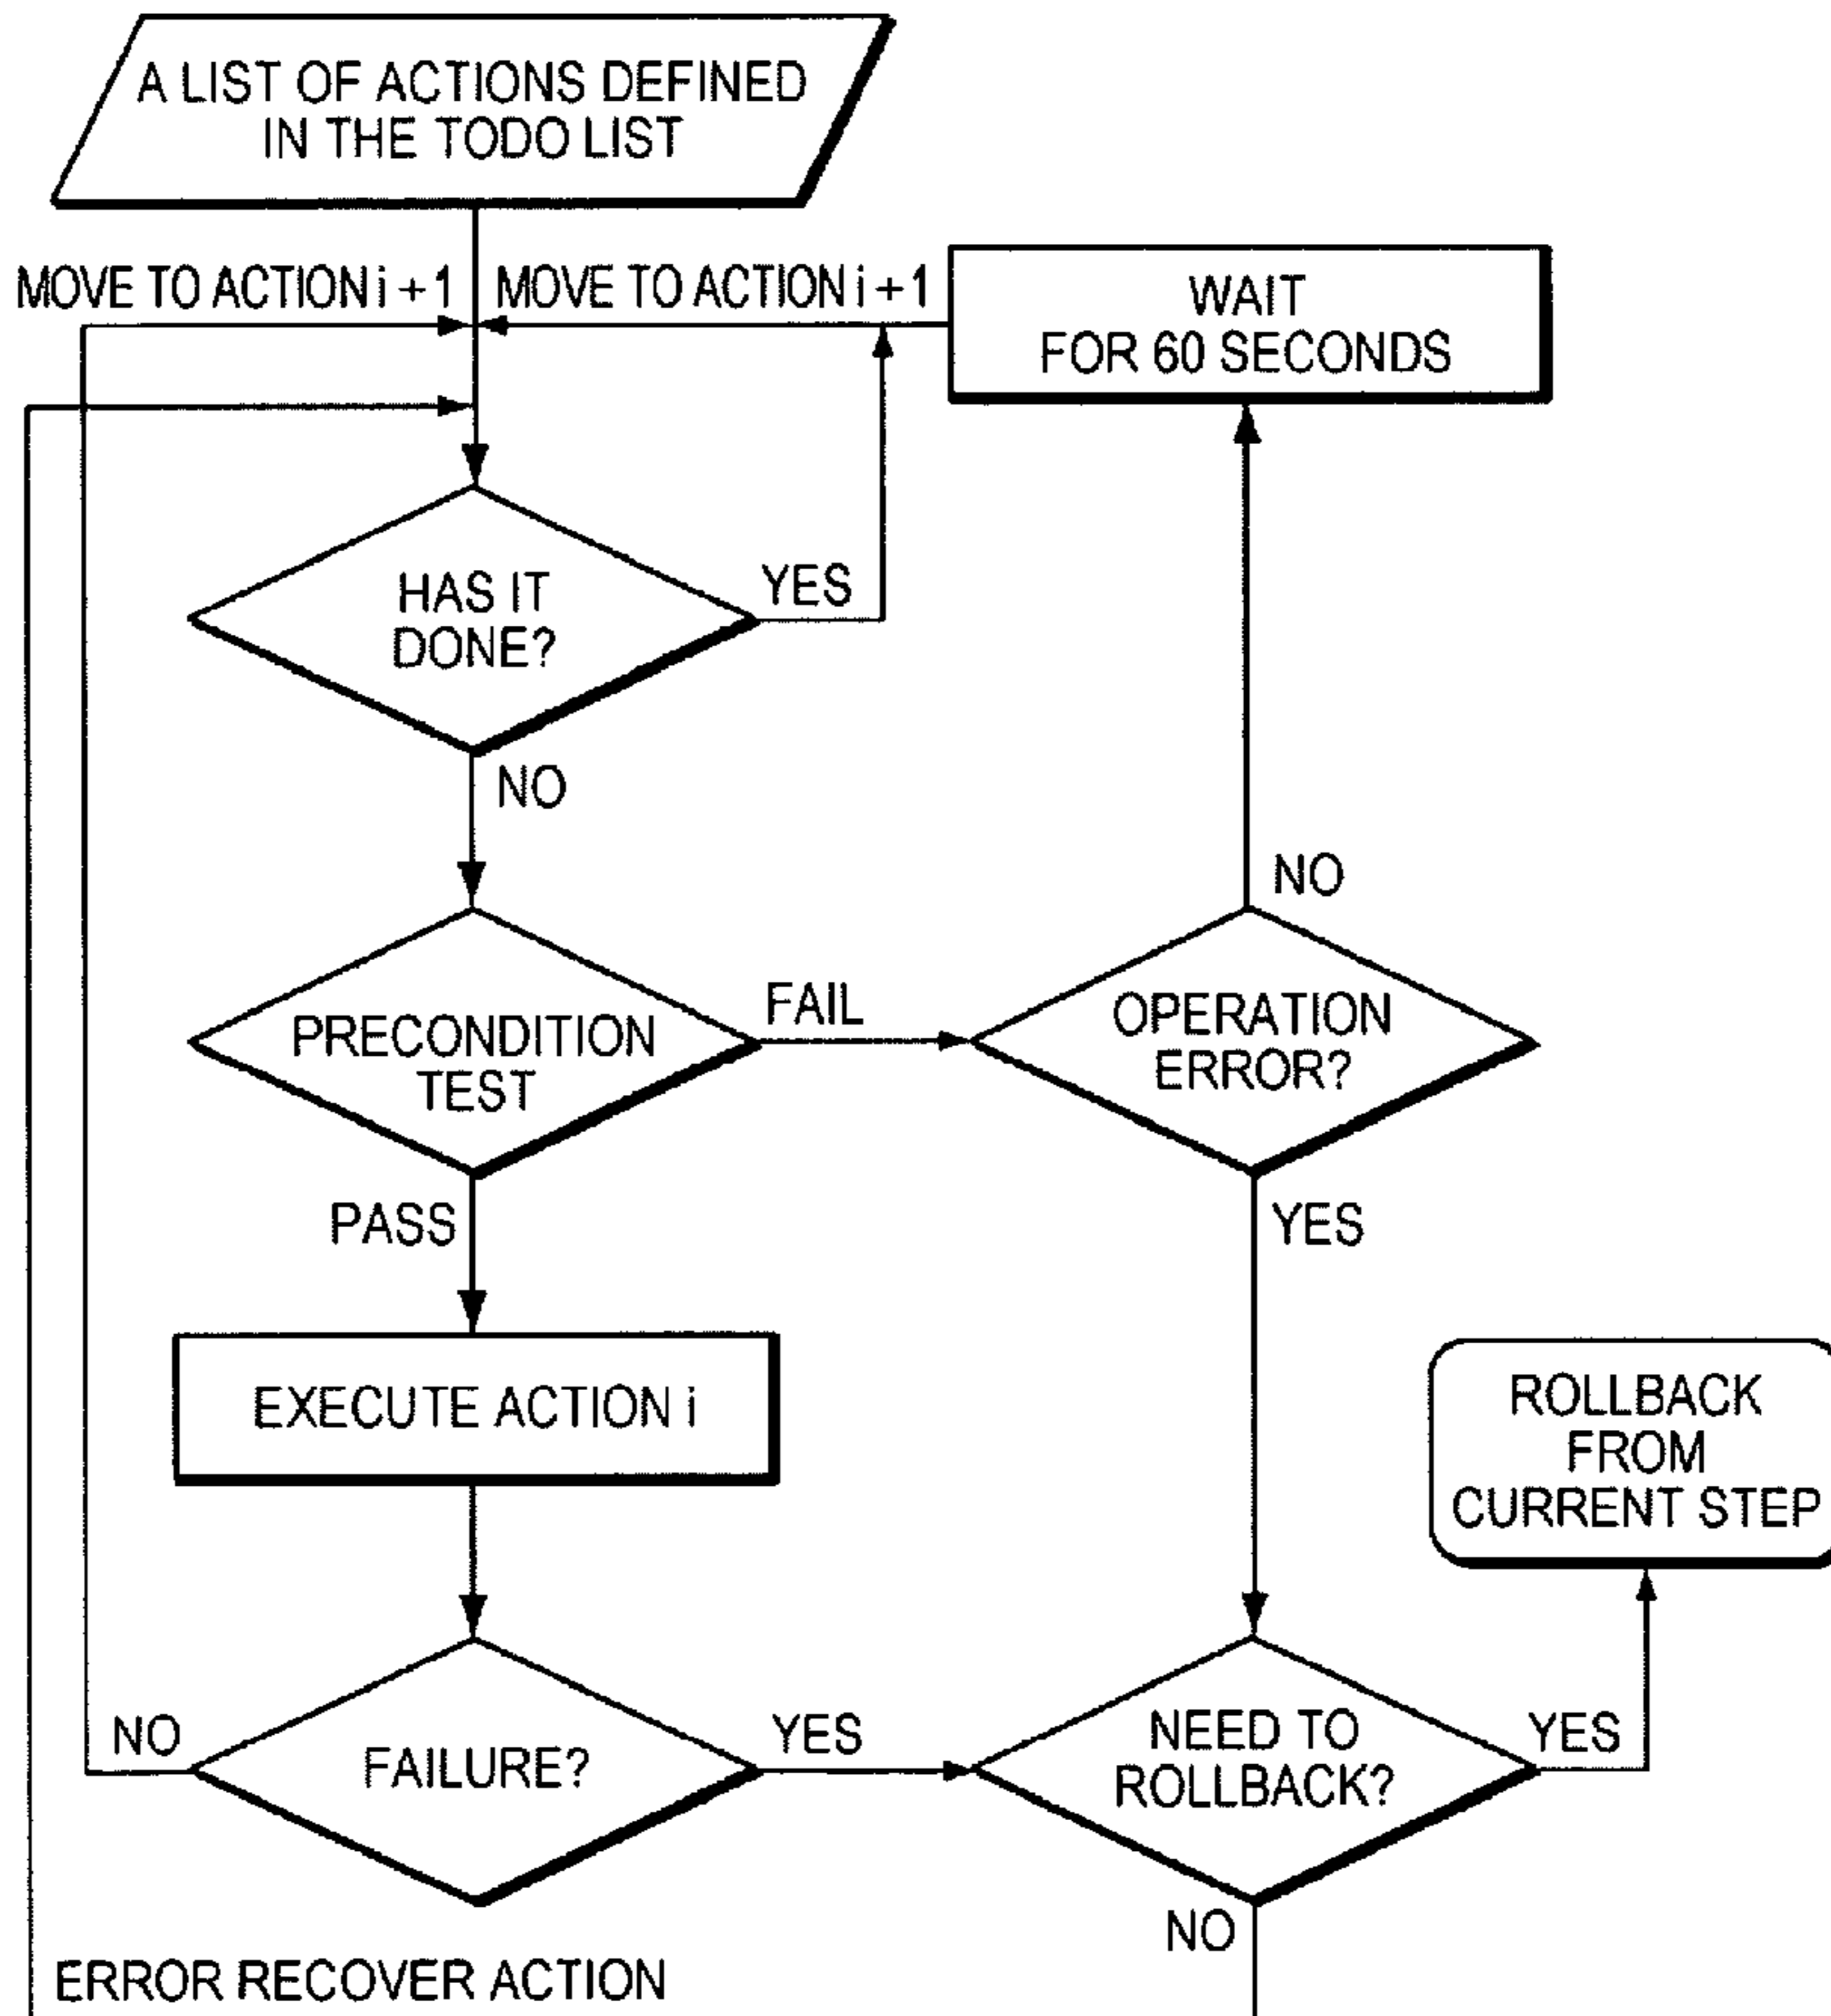 A LIST OF ACTIONS DEFINED
IN THE TODO LIST
MOVE TO ACTION i + 1
MOVE TO ACTION i + 1
WAIT
FOR 60 SECONDS
HAS IT
DONE?
YES
NO
NO
PRECONDITION
TEST
FAIL
OPERATION
ERROR?
PASS
YES
EXECUTE ACTION i
ROLLBACK
FROM
CURRENT STEP
NO
FAILURE?
YES
NEED TO
ROLLBACK?
YES
NO
ERROR RECOVER ACTION